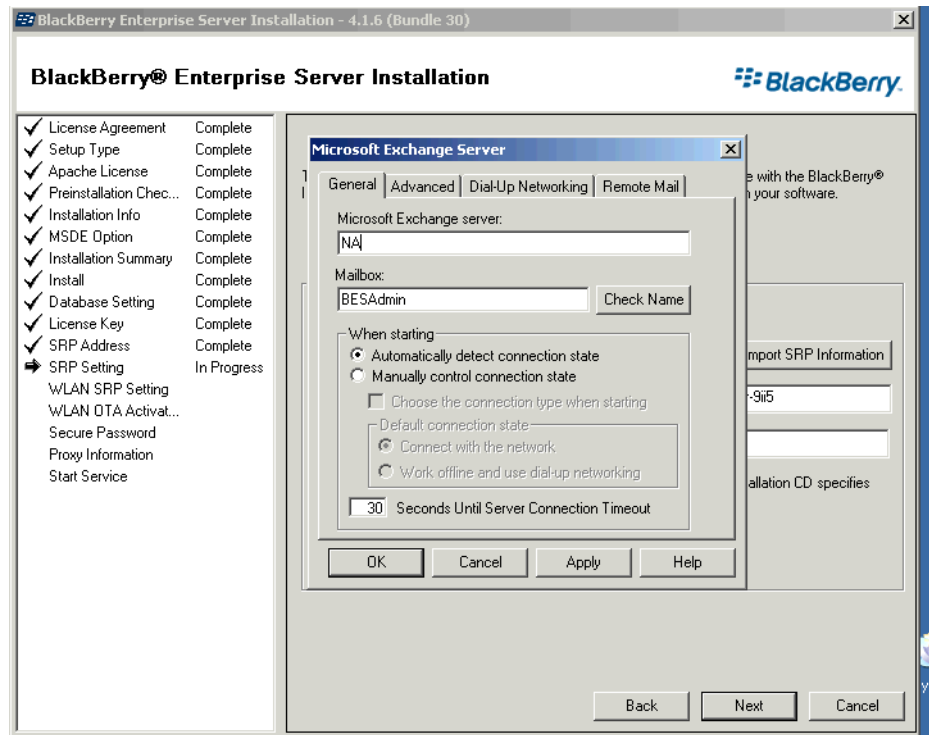 BlackBerry Enterprise Server Installation - 4.1.6 (Bundle 30)
BlackBerry® Enterprise Server Installation
BlackBerry.
License Agreement Complete
Setup Type Complete
Apache License Complete
Preinstallation Chec... Complete
Installation Info Complete
MSDE Option Complete
Installation Summary Complete
Install Complete
Database Setting Complete
License Key Complete
SRP Address Complete
SRP Setting In Progress
WLAN SRP Setting
WLAN OTA Activat...
Secure Password
Proxy Information
Start Service
e with the BlackBerry®
your software.
Microsoft Exchange Server
General Advanced Dial-Up Networking Remote Mail
Microsoft Exchange server:
NA
Mailbox:
BESAdmin Check Name
When starting
Automatically detect connection state
Manually control connection state
Choose the connection type when starting
Default connection state
Connect with the network
Work offline and use dial-up networking
30 Seconds Until Server Connection Timeout
OK Cancel Apply Help
mport SRP Information
-9ii5
allation CD specifies
Back Next Cancel
y